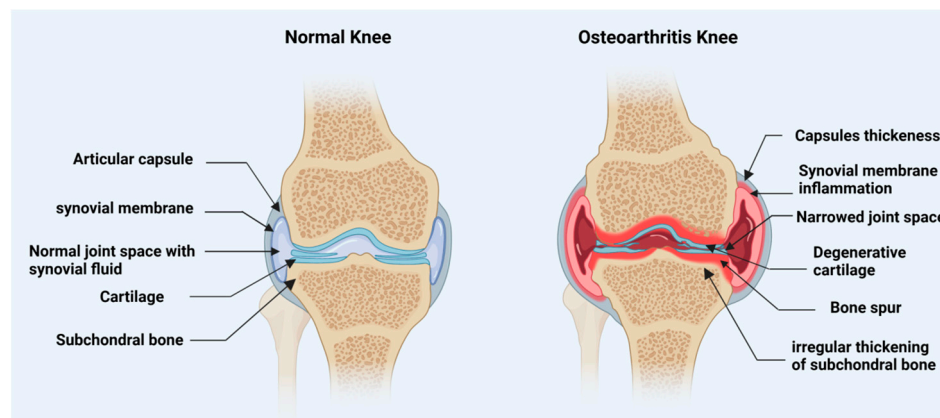 Normal Knee
Articular capsule
synovial membrane
Normal joint space with
synovial fluid
Cartilage
Subchondral bone
Osteoarthritis Knee
Capsules thickeness
Synovial membrane
inflammation
Narrowed joint space
Degenerative
cartilage
Bone spur
irregular thickening
of subchondral bone